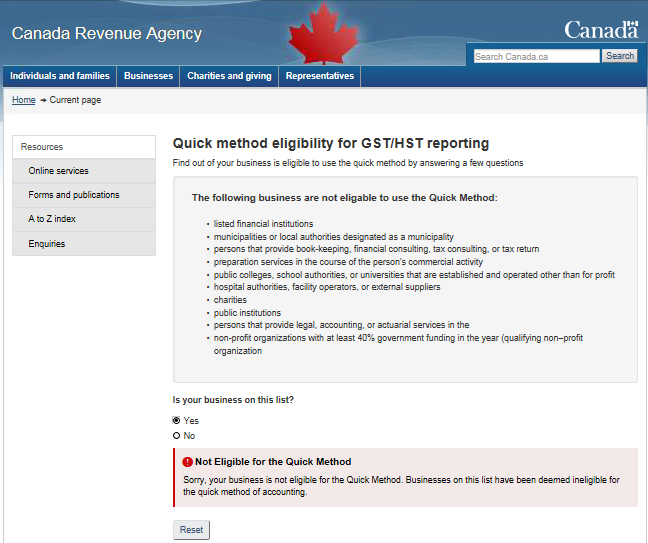 Canada Revenue Agency
Canada
Search Canada.ca
Search
Individuals and families
Businesses
Charities and giving
Representatives
Home ➔ Current page
Resources
Online services
Forms and publications
A to Z index
Enquiries
Quick method eligibility for GST/HST reporting
Find out of your business is eligible to use the quick method by answering a few questions
The following business are not eligable to use the Quick Method:
• listed financial institutions
• municipalities or local authorities designated as a municipality
• persons that provide book-keeping, financial consulting, tax consulting, or tax return
• preparation services in the course of the person's commercial activity
• public colleges, school authorities, or universities that are established and operated other than for profit
• hospital authorities, facility operators, or external suppliers
• charities
• public institutions
• persons that provide legal, accounting, or actuarial services in the
• non-profit organizations with at least 40% government funding in the year (qualifying non–profit
organization
Is your business on this list?
Yes
No
Not Eligible for the Quick Method
Sorry, your business is not eligible for the Quick Method. Businesses on this list have been deemed ineligible for
the quick method of accounting.
Reset